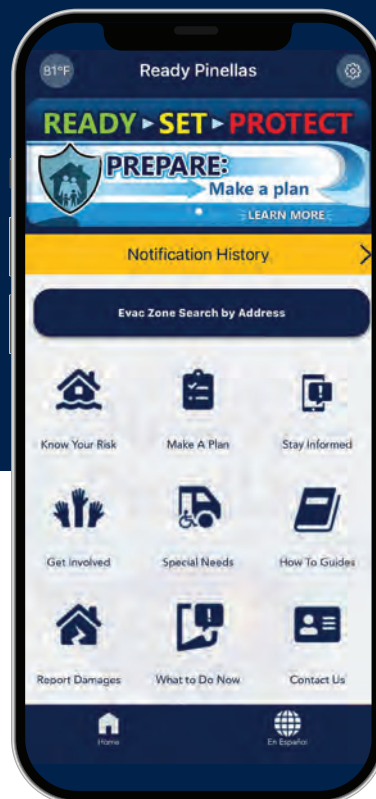 81°F
Ready Pinellas
READY ▸ SET ▸ PROTECT
PREPARE:
Make a plan
LEARN MORE
Notification History
Evac Zone Search by Address
Know Your Risk
Make A Plan
Stay Informed
Get Involved
Special Needs
How To Guides
Report Damages
What to Do Now
Contact Us
Home
En Español